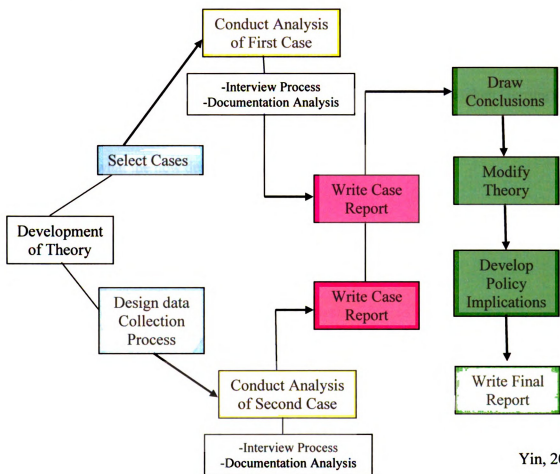 Conduct Analysis
of First Case
-Interview Process
-Documentation Analysis
Select Cases
Development
of Theory
Design data
Collection
Process
Conduct Analysis
of Second Case
-Interview Process
-Documentation Analysis
Write Case
Report
Write Case
Report
Draw
Conclusions
Modify
Theory
Develop
Policy
Implications
Write Final
Report
Yin, 20